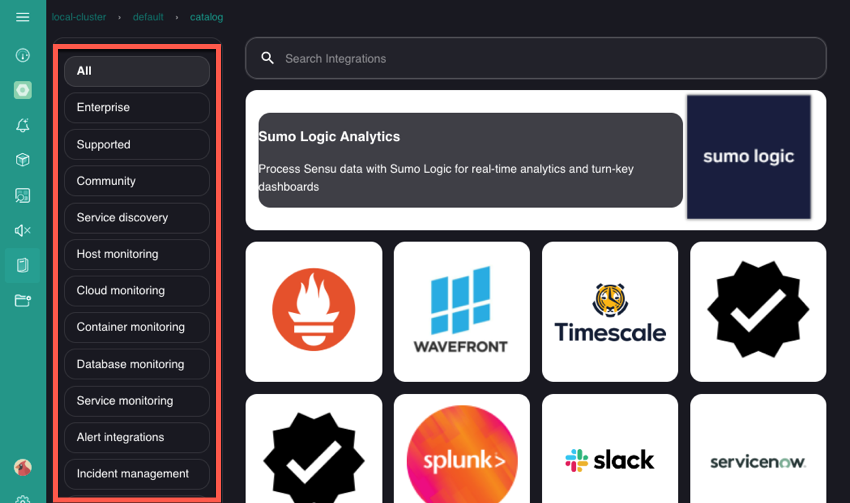 local-cluster › default › catalog
All
Enterprise
Supported
Community
Service discovery
Host monitoring
Cloud monitoring
Container monitoring
Database monitoring
Service monitoring
Alert integrations
Incident management
Search Integrations
Sumo Logic Analytics
Process Sensu data with Sumo Logic for real-time analytics and turn-key
dashboards
sumo logic
WAVEFRONT
Timescale
splunk>
slack
servicenow.